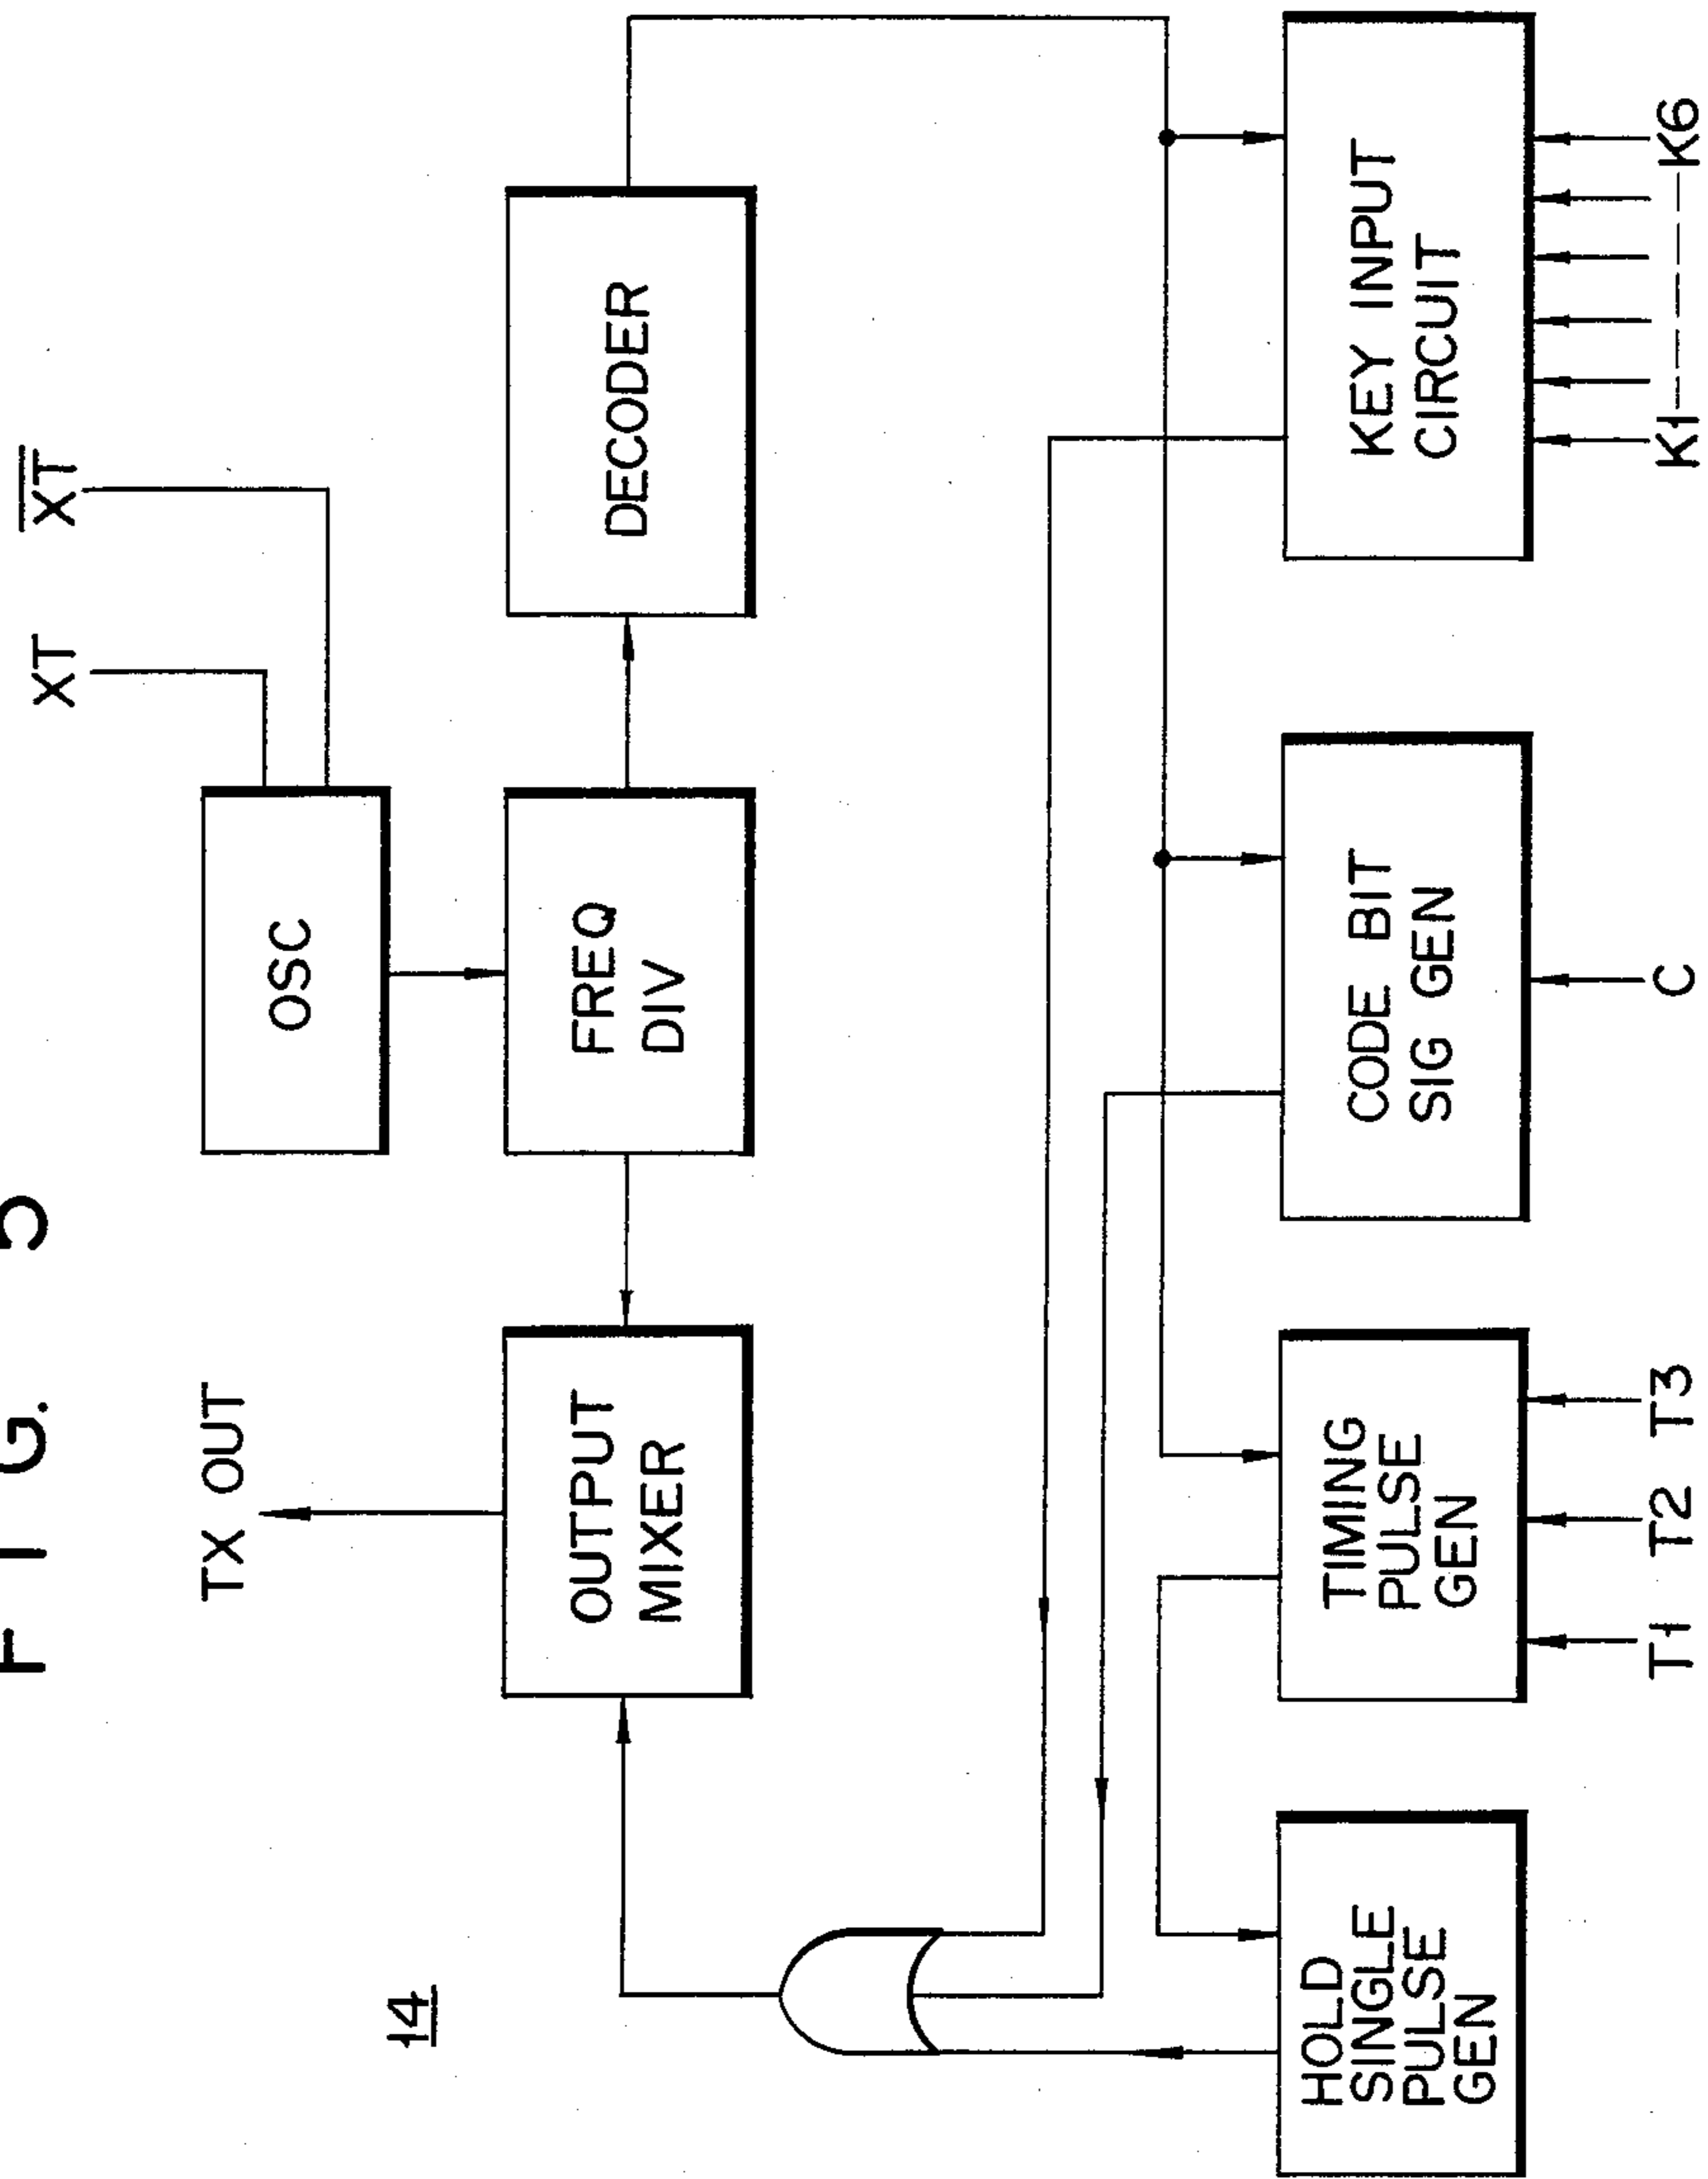 F I G. 5
XT
X̅T̅
TX OUT
OSC
14
OUTPUT
MIXER
FREQ
DIV
DECODER
HOLD
SINGLE
PULSE
GEN
TIMING
PULSE
GEN
CODE BIT
SIG GEN
KEY INPUT
CIRCUIT
T1 T2 T3
C
K1 ---- K6